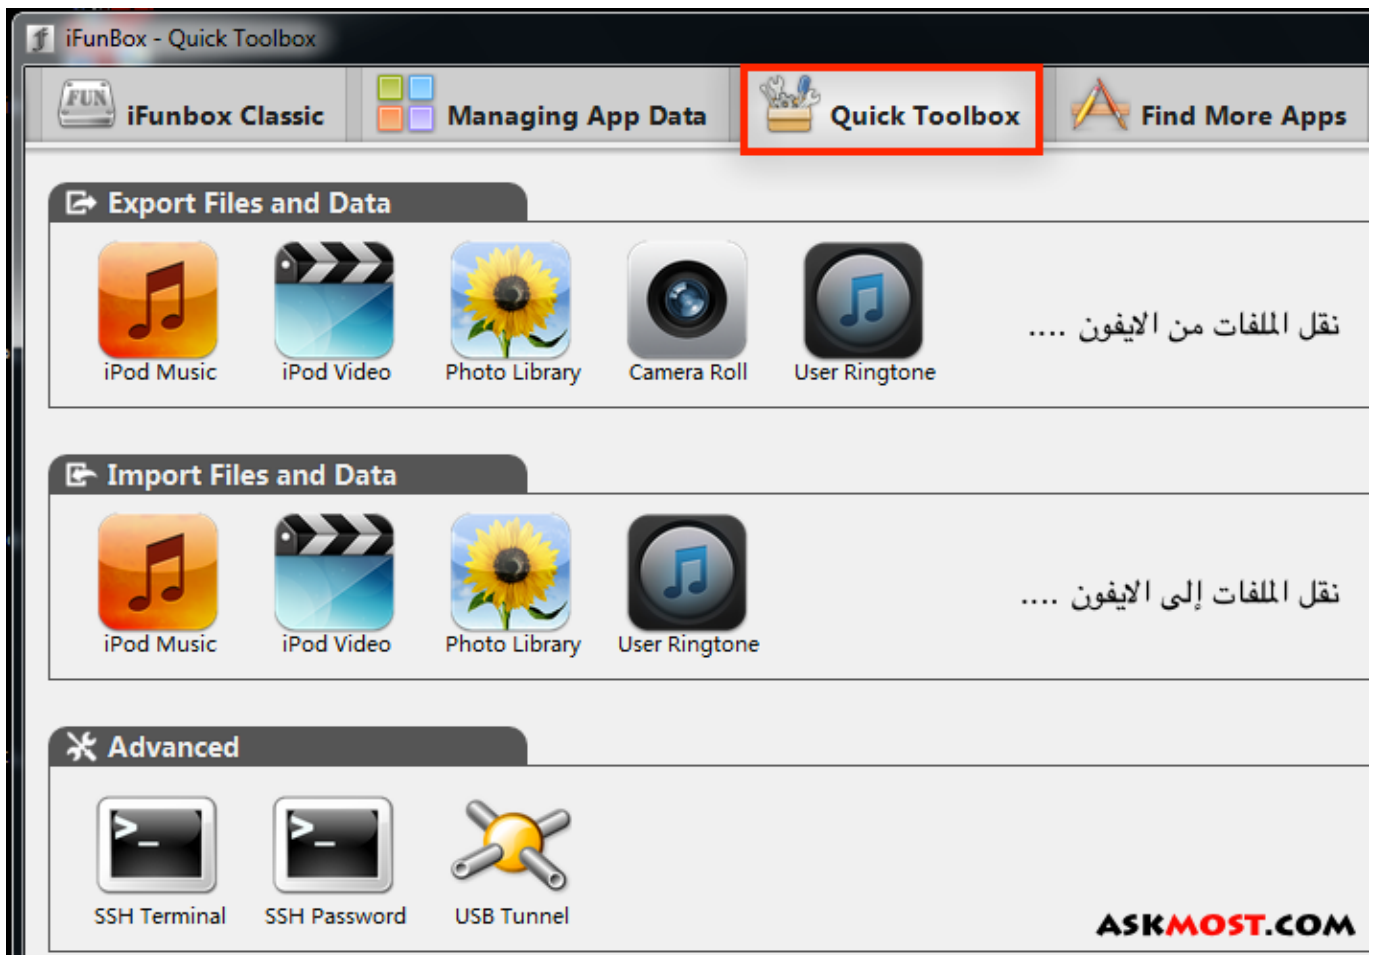 iFunBox - Quick Toolbox
FUN iFunbox Classic Managing App Data Quick Toolbox Find More Apps
Export Files and Data
iPod Music iPod Video Photo Library Camera Roll User Ringtone
نقل الملفات من الايفون ....
Import Files and Data
iPod Music iPod Video Photo Library User Ringtone
نقل الملفات إلى الايفون ....
Advanced
>_ >_
SSH Terminal SSH Password USB Tunnel
ASKMOST.COM